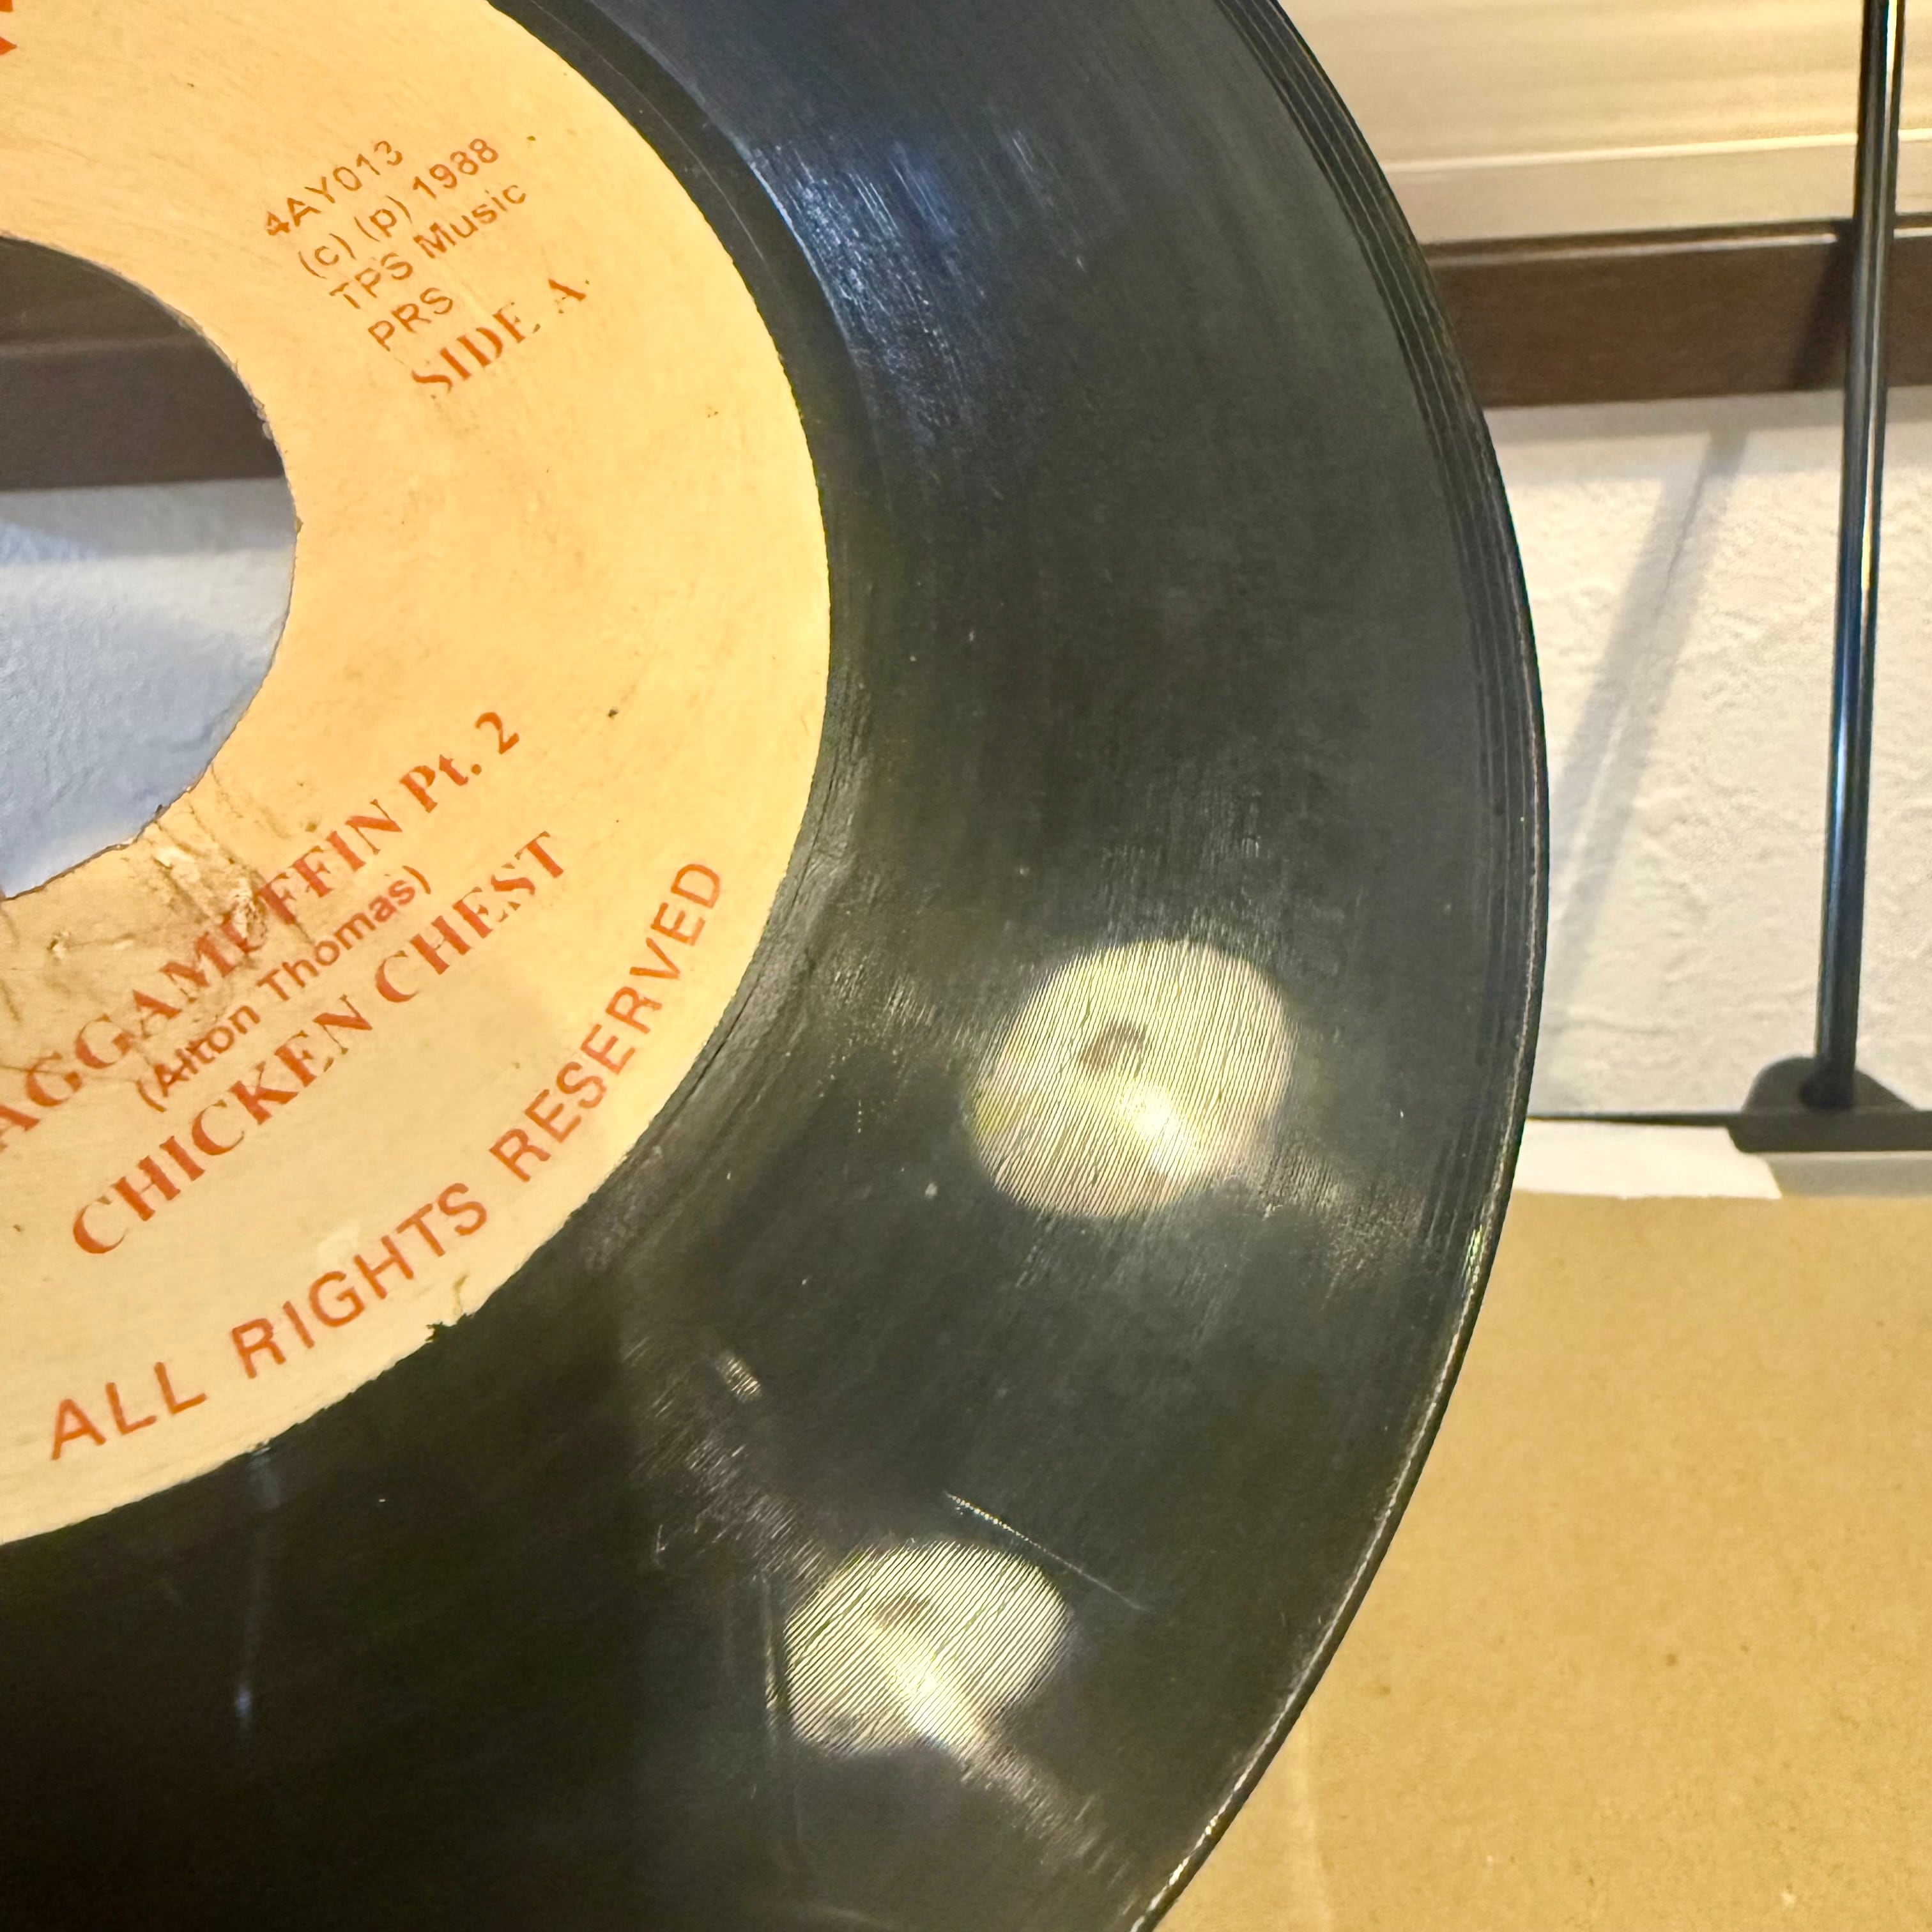 4AY013
(c) (p) 1988
TPS Music
PRS
SIDE A.
AGGAMUFFIN Pt. 2
(Alton Thomas)
CHICKEN CHEST
ALL RIGHTS RESERVED